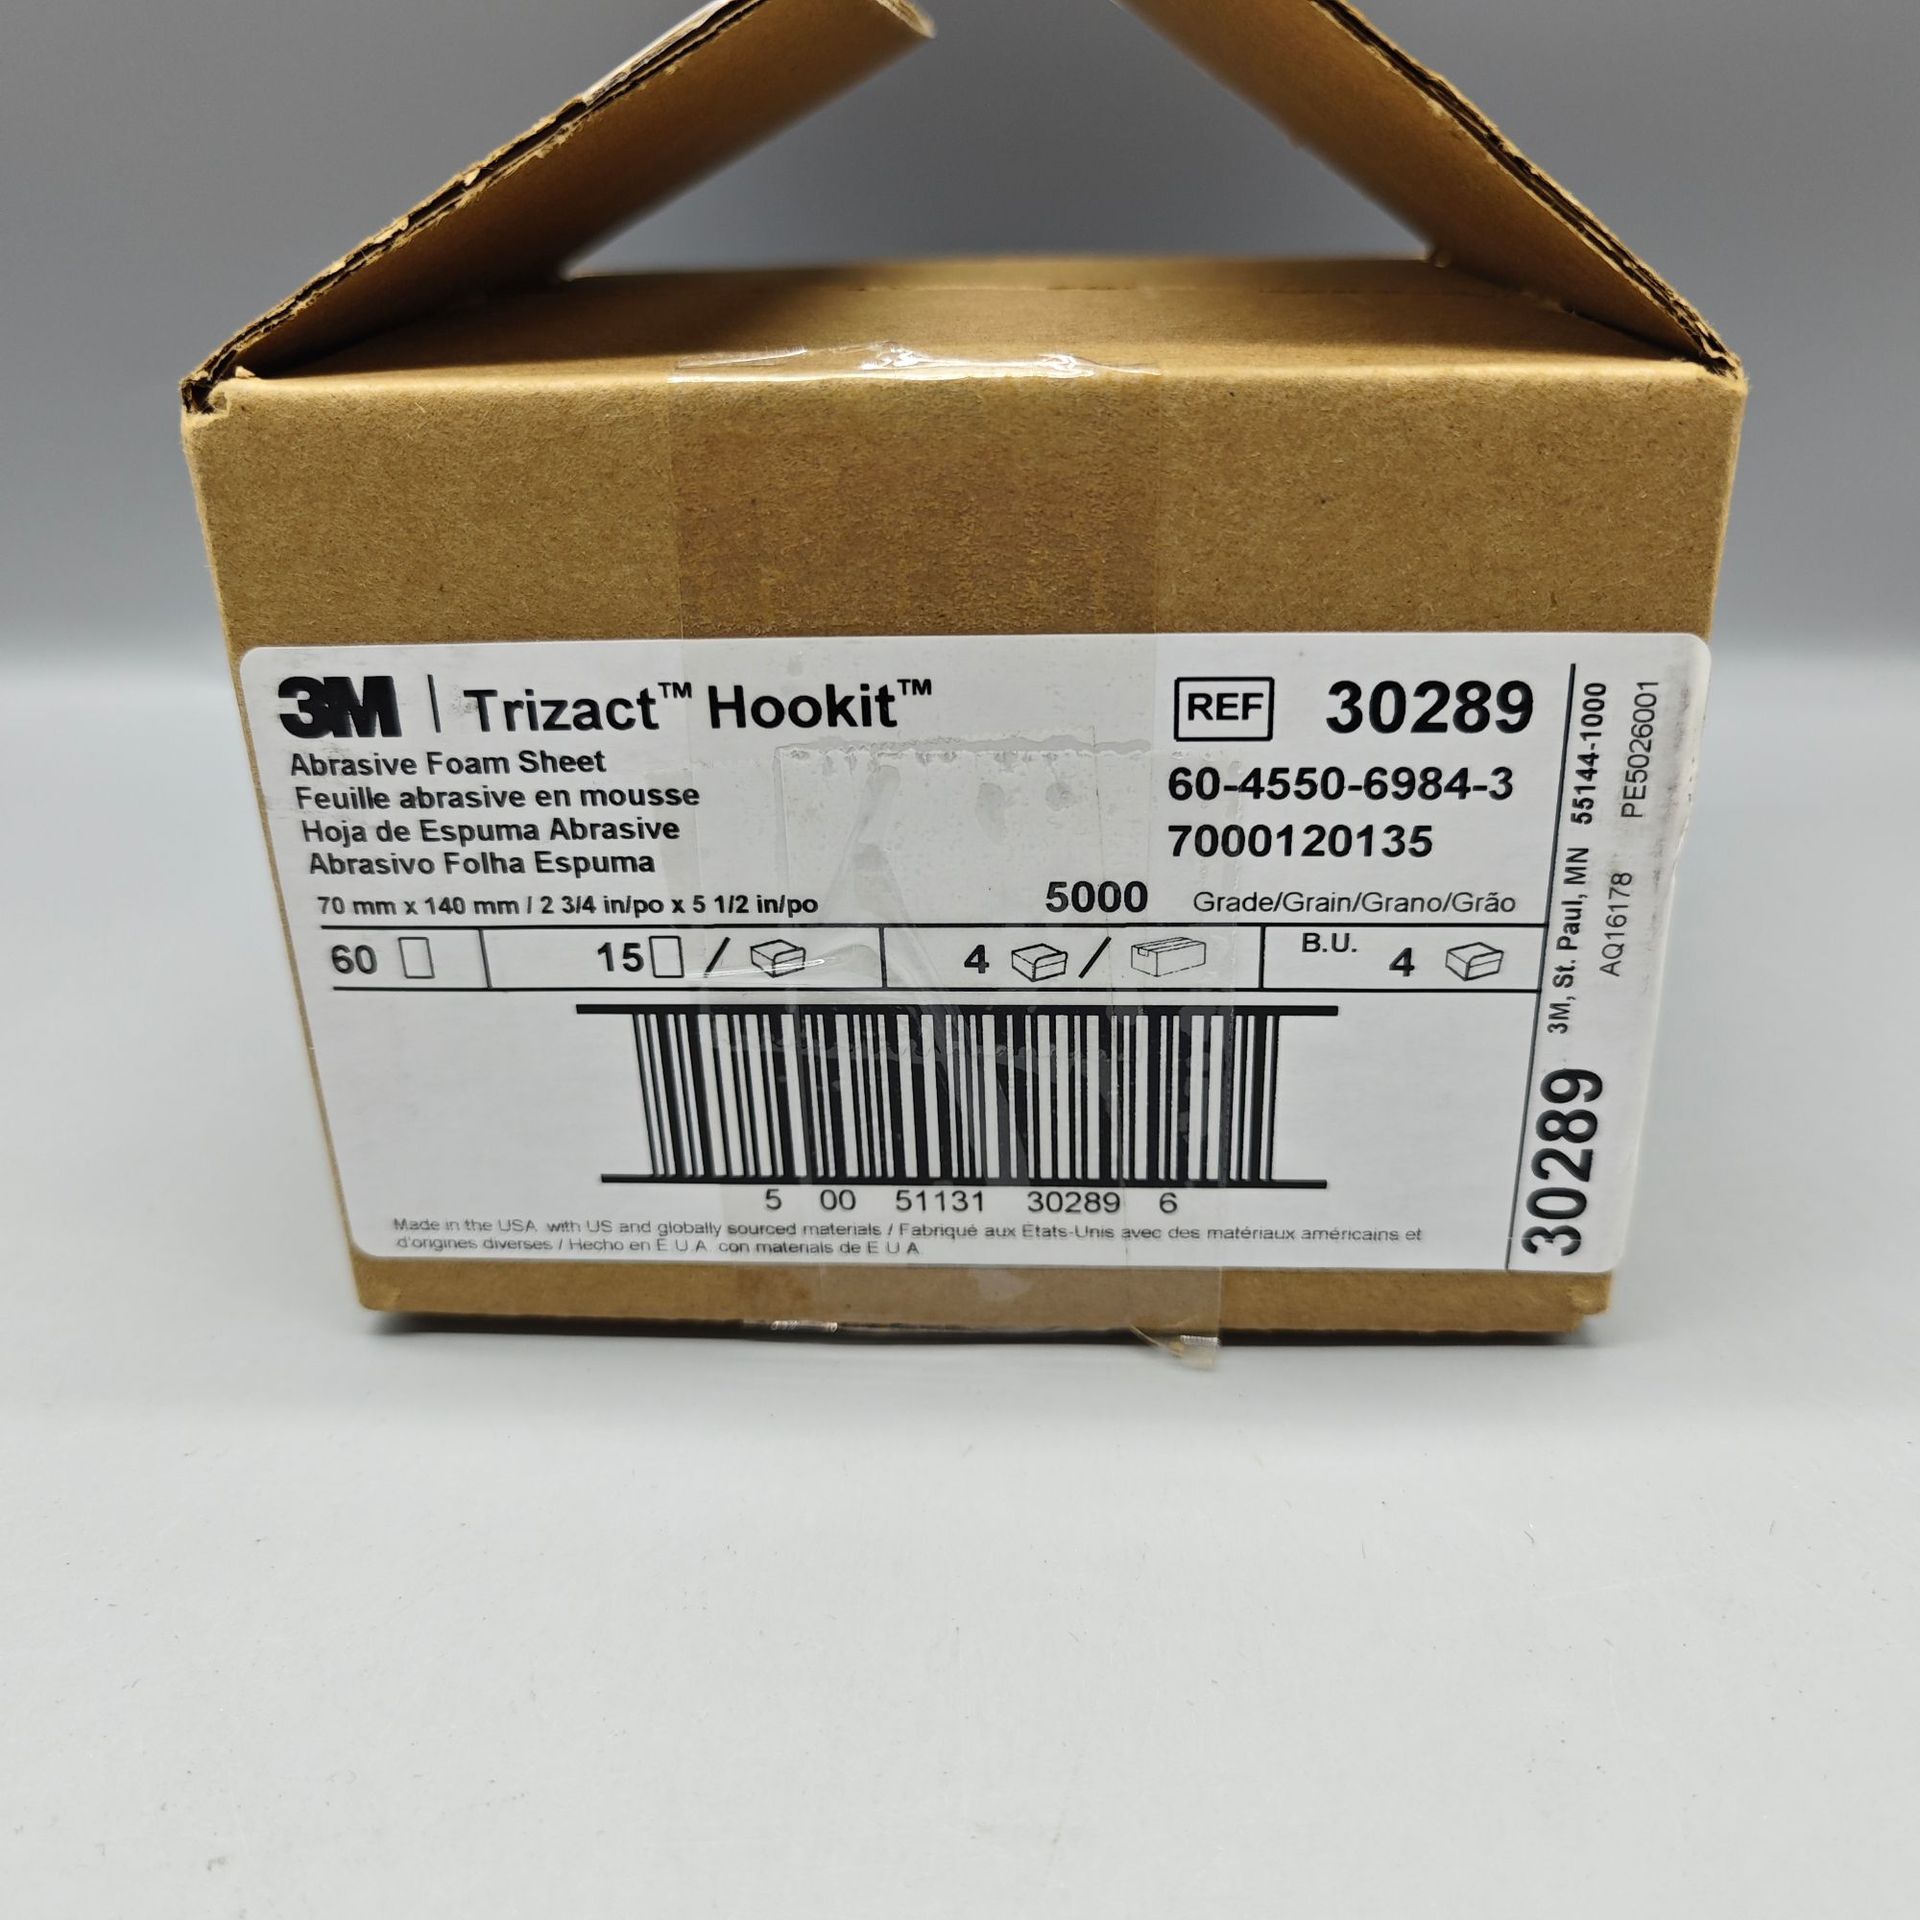 3M | Trizact™ Hookit™
Abrasive Foam Sheet
Feuille abrasive en mousse
Hoja de Espuma Abrasive
Abrasivo Folha Espuma
70 mm x 140 mm / 2 3/4 in/po x 5 1/2 in/po
REF 30289
60-4550-6984-3
7000120135
5000 Grade/Grain/Grano/Grão
60 15 / 4 / B.U. 4
5 00 51131 30289 6
Made in the USA with US and globally sourced materials / Fabriqué aux États-Unis avec des matériaux américains et
d'origines diverses / Hecho en E U.A. con materials de E U A
30289 3M, St. Paul, MN 55144-1000
AQ16178 PE5026001